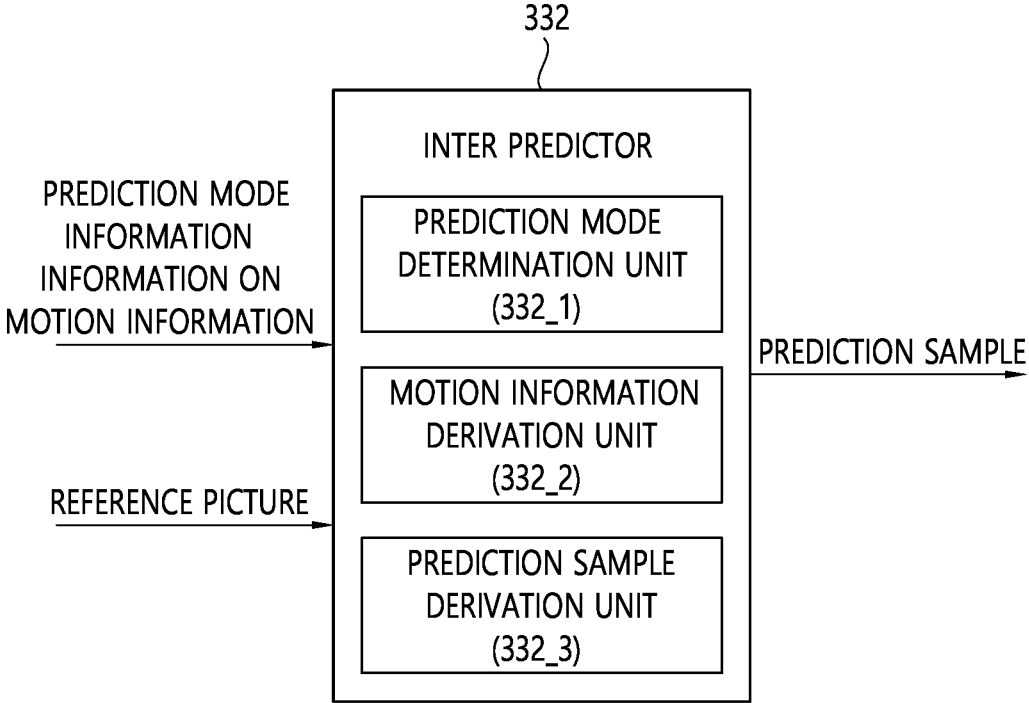 332
INTER PREDICTOR
PREDICTION MODE
INFORMATION
INFORMATION ON
MOTION INFORMATION
REFERENCE PICTURE
PREDICTION MODE
DETERMINATION UNIT
(332_1)
MOTION INFORMATION
DERIVATION UNIT
(332_2)
PREDICTION SAMPLE
DERIVATION UNIT
(332_3)
PREDICTION SAMPLE